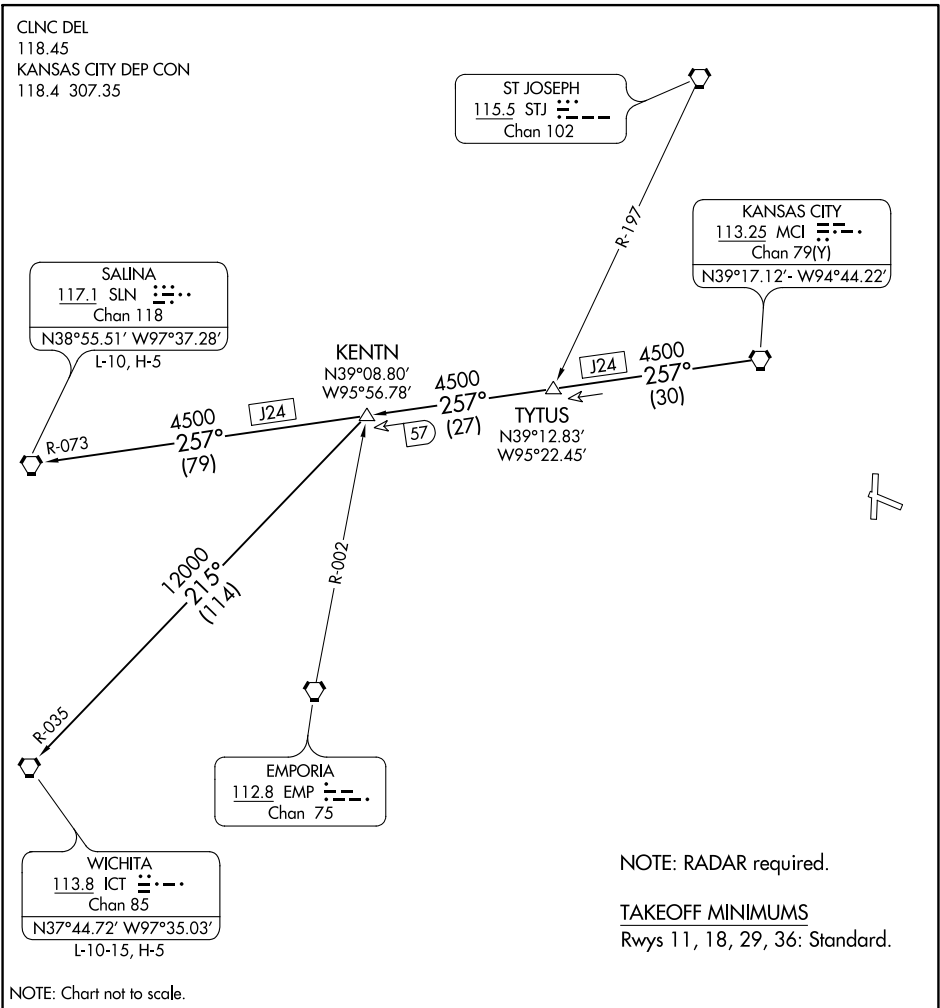 CLNC DEL
118.45
KANSAS CITY DEP CON
118.4 307.35
ST JOSEPH
115.5 STJ
Chan 102
R-197
KANSAS CITY
113.25 MCI
Chan 79(Y)
N39°17.12'- W94°44.22'
SALINA
117.1 SLN
Chan 118
N38°55.51' W97°37.28'
L-10, H-5
KENTN
N39°08.80'
W95°56.78'
4500
J24
257°
(30)
4500
257°
(27)
57
TYTUS
N39°12.83'
W95°22.45'
4500
J24
257°
(79)
R-073
12000
215°
(114)
R-035
R-002
EMPORIA
112.8 EMP
Chan 75
WICHITA
113.8 ICT
Chan 85
N37°44.72' W97°35.03'
L-10-15, H-5
NOTE: RADAR required.
TAKEOFF MINIMUMS
Rwys 11, 18, 29, 36: Standard.
NOTE: Chart not to scale.